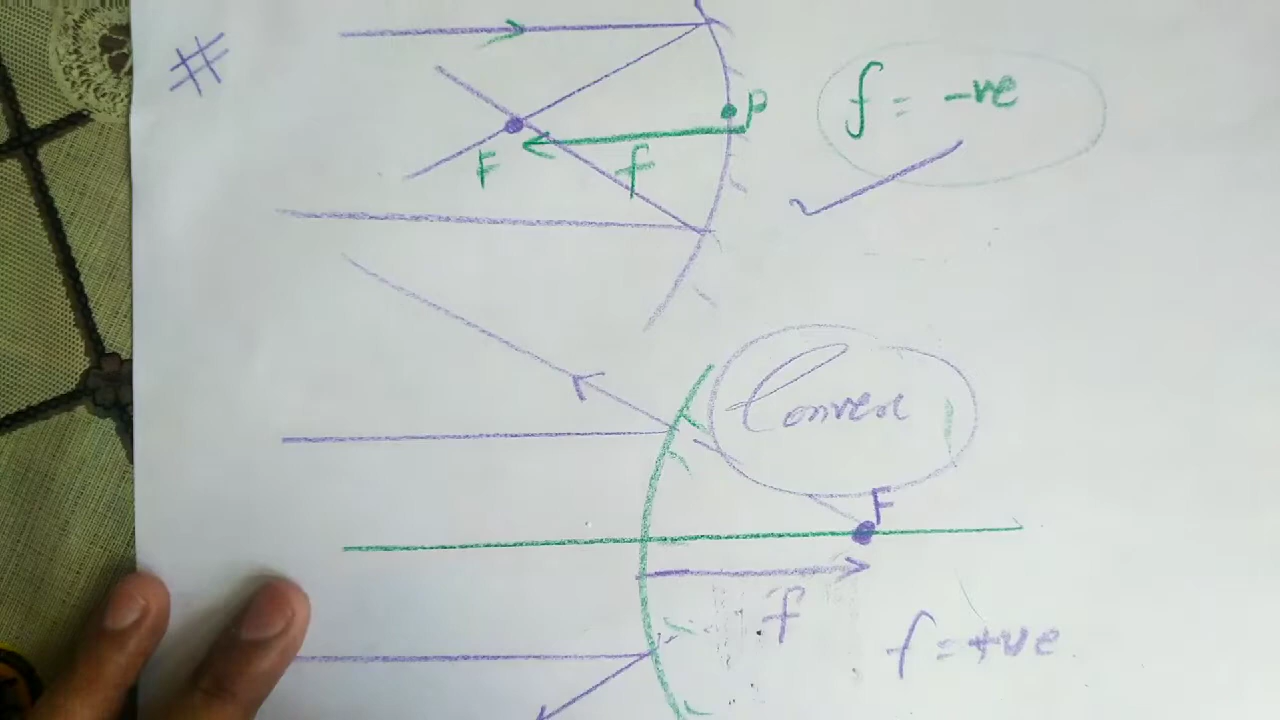 #
P
f = -ve
F
f
Convex
F
f
f = +ve